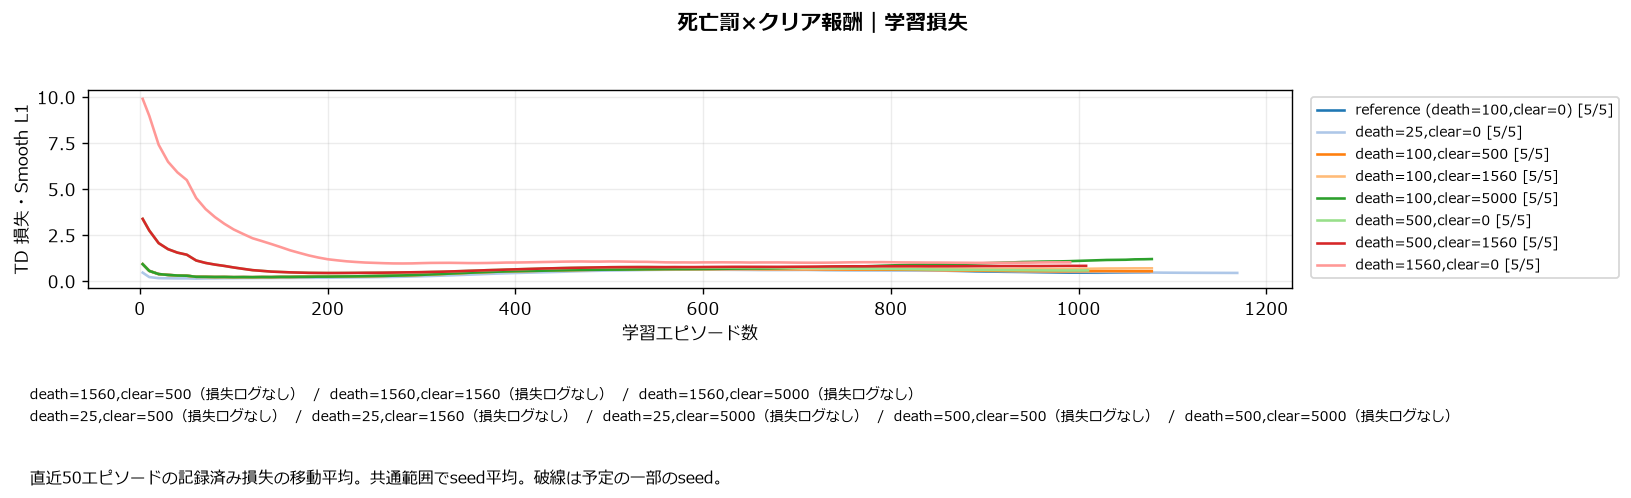 死亡罰×クリア報酬｜学習損失
TD 損失・Smooth L1
10.0
7.5
5.0
2.5
0.0
0 200 400 600 800 1000 1200
学習エピソード数
reference (death=100,clear=0) [5/5]
death=25,clear=0 [5/5]
death=100,clear=500 [5/5]
death=100,clear=1560 [5/5]
death=100,clear=5000 [5/5]
death=500,clear=0 [5/5]
death=500,clear=1560 [5/5]
death=1560,clear=0 [5/5]
death=1560,clear=500（損失ログなし） / death=1560,clear=1560（損失ログなし） / death=1560,clear=5000（損失ログなし）
death=25,clear=500（損失ログなし） / death=25,clear=1560（損失ログなし） / death=25,clear=5000（損失ログなし） / death=500,clear=500（損失ログなし） / death=500,clear=5000（損失ログなし）
直近50エピソードの記録済み損失の移動平均。共通範囲でseed平均。破線は予定の一部のseed。